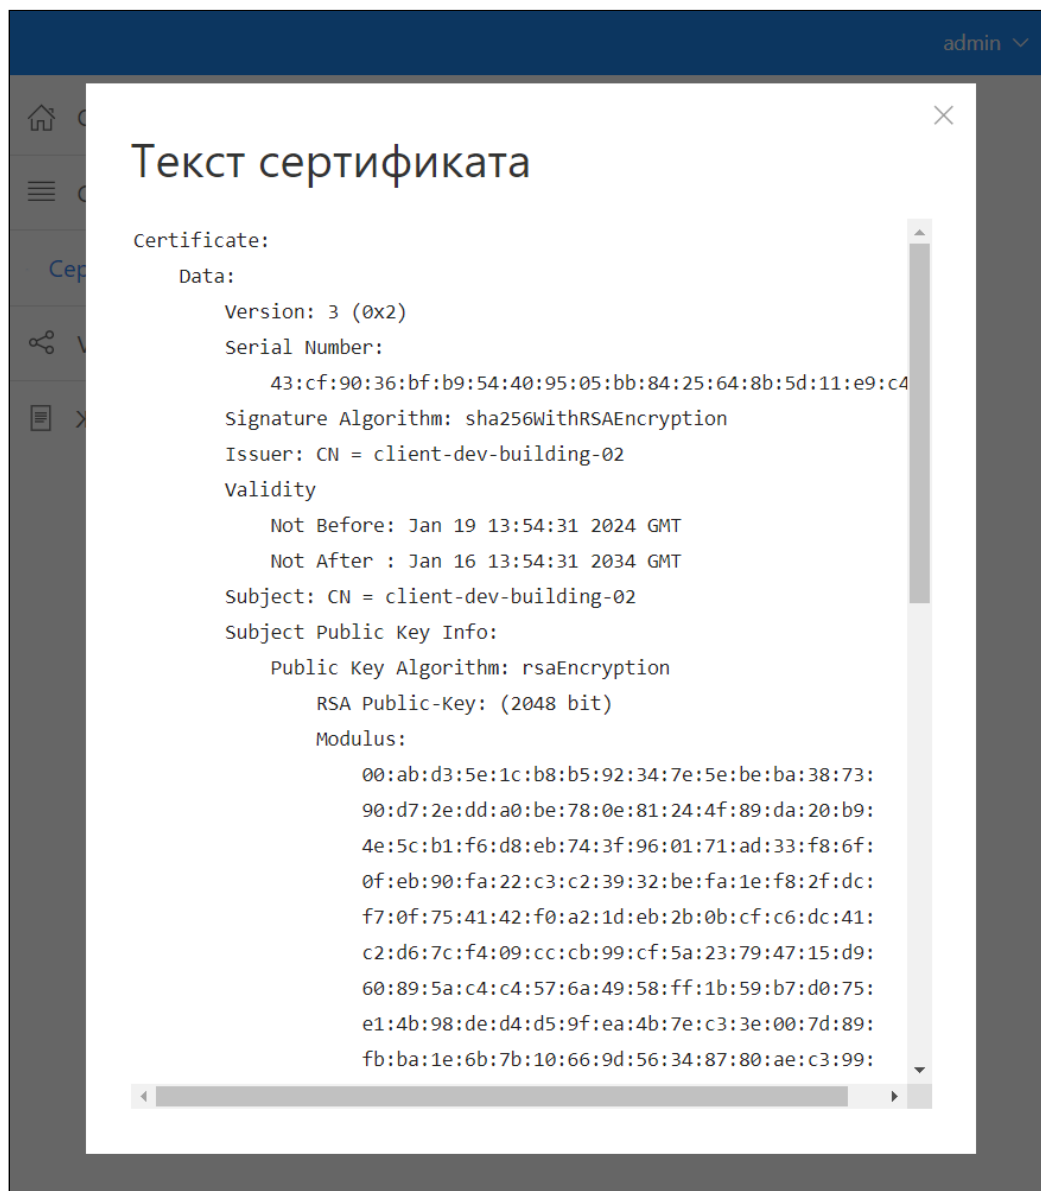 admin
Текст сертификата
Certificate:
Data:
Version: 3 (0x2)
Serial Number:
43:cf:90:36:bf:b9:54:40:95:05:bb:84:25:64:8b:5d:11:e9:c4
Signature Algorithm: sha256WithRSAEncryption
Issuer: CN = client-dev-building-02
Validity
Not Before: Jan 19 13:54:31 2024 GMT
Not After : Jan 16 13:54:31 2034 GMT
Subject: CN = client-dev-building-02
Subject Public Key Info:
Public Key Algorithm: rsaEncryption
RSA Public-Key: (2048 bit)
Modulus:
00:ab:d3:5e:1c:b8:b5:92:34:7e:5e:be:ba:38:73:
90:d7:2e:dd:a0:be:78:0e:81:24:4f:89:da:20:b9:
4e:5c:b1:f6:d8:eb:74:3f:96:01:71:ad:33:f8:6f:
0f:eb:90:fa:22:c3:c2:39:32:be:fa:1e:f8:2f:dc:
f7:0f:75:41:42:f0:a2:1d:eb:2b:0b:cf:c6:dc:41:
c2:d6:7c:f4:09:cc:cb:99:cf:5a:23:79:47:15:d9:
60:89:5a:c4:c4:57:6a:49:58:ff:1b:59:b7:d0:75:
e1:4b:98:de:d4:d5:9f:ea:4b:7e:c3:3e:00:7d:89:
fb:ba:1e:6b:7b:10:66:9d:56:34:87:80:ae:c3:99: